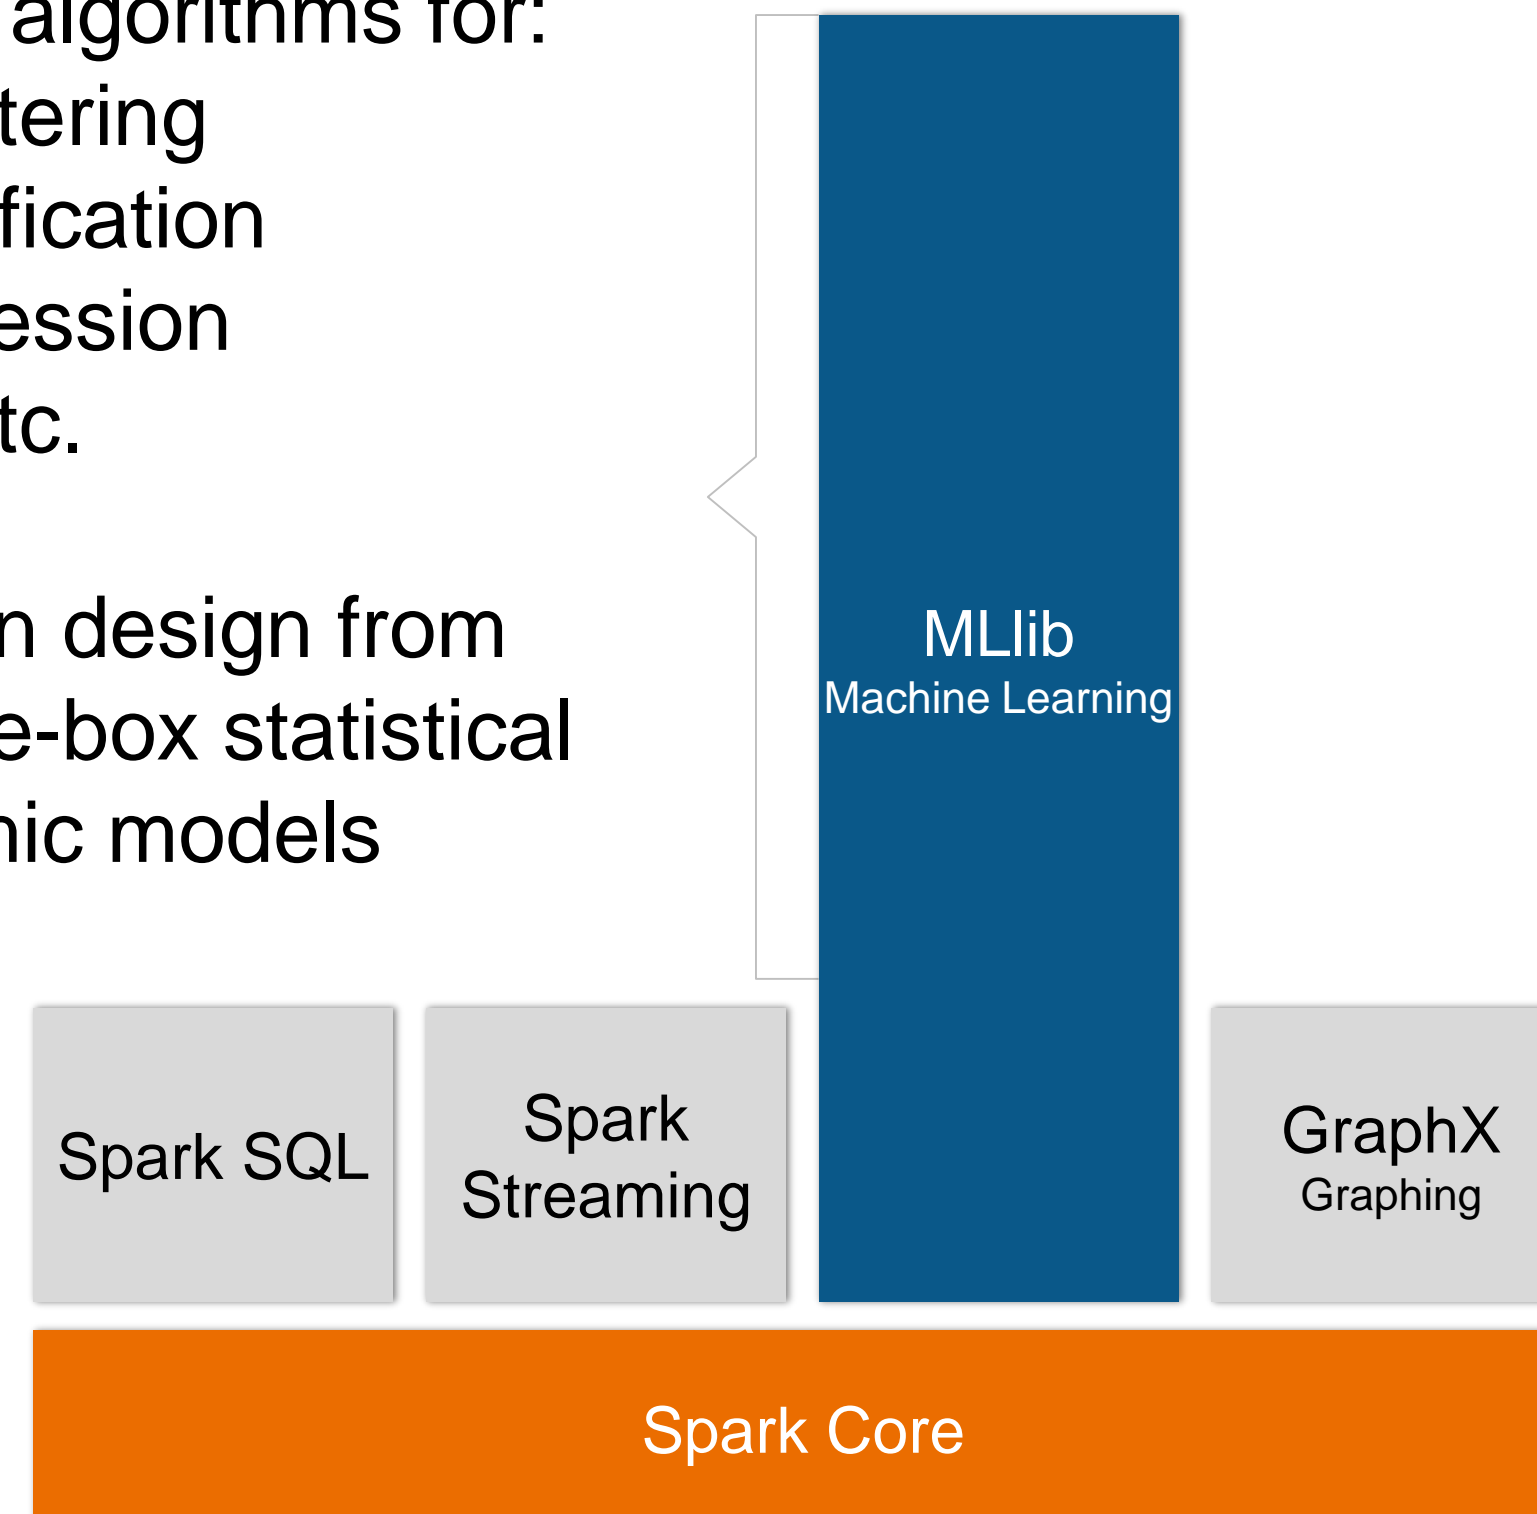 algorithms for:
tering
fication
ession
tc.
n design from
e-box statistical
nic models
MLlib
Machine Learning
Spark SQL
Spark
Streaming
GraphX
Graphing
Spark Core